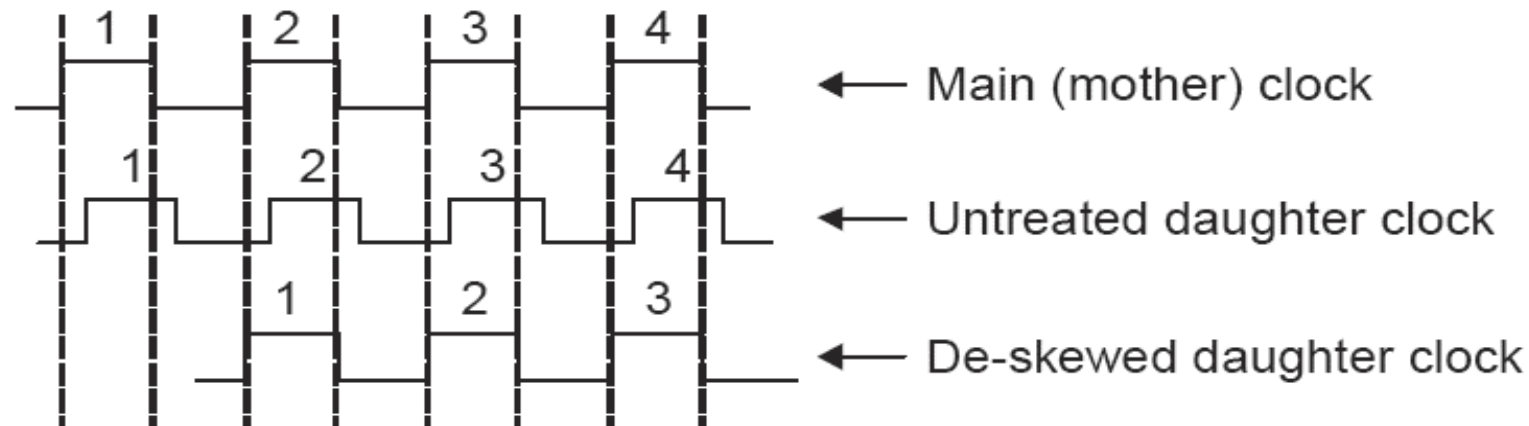 1 2 3 4
Main (mother) clock
1 2 3 4
Untreated daughter clock
1 2 3
De-skewed daughter clock